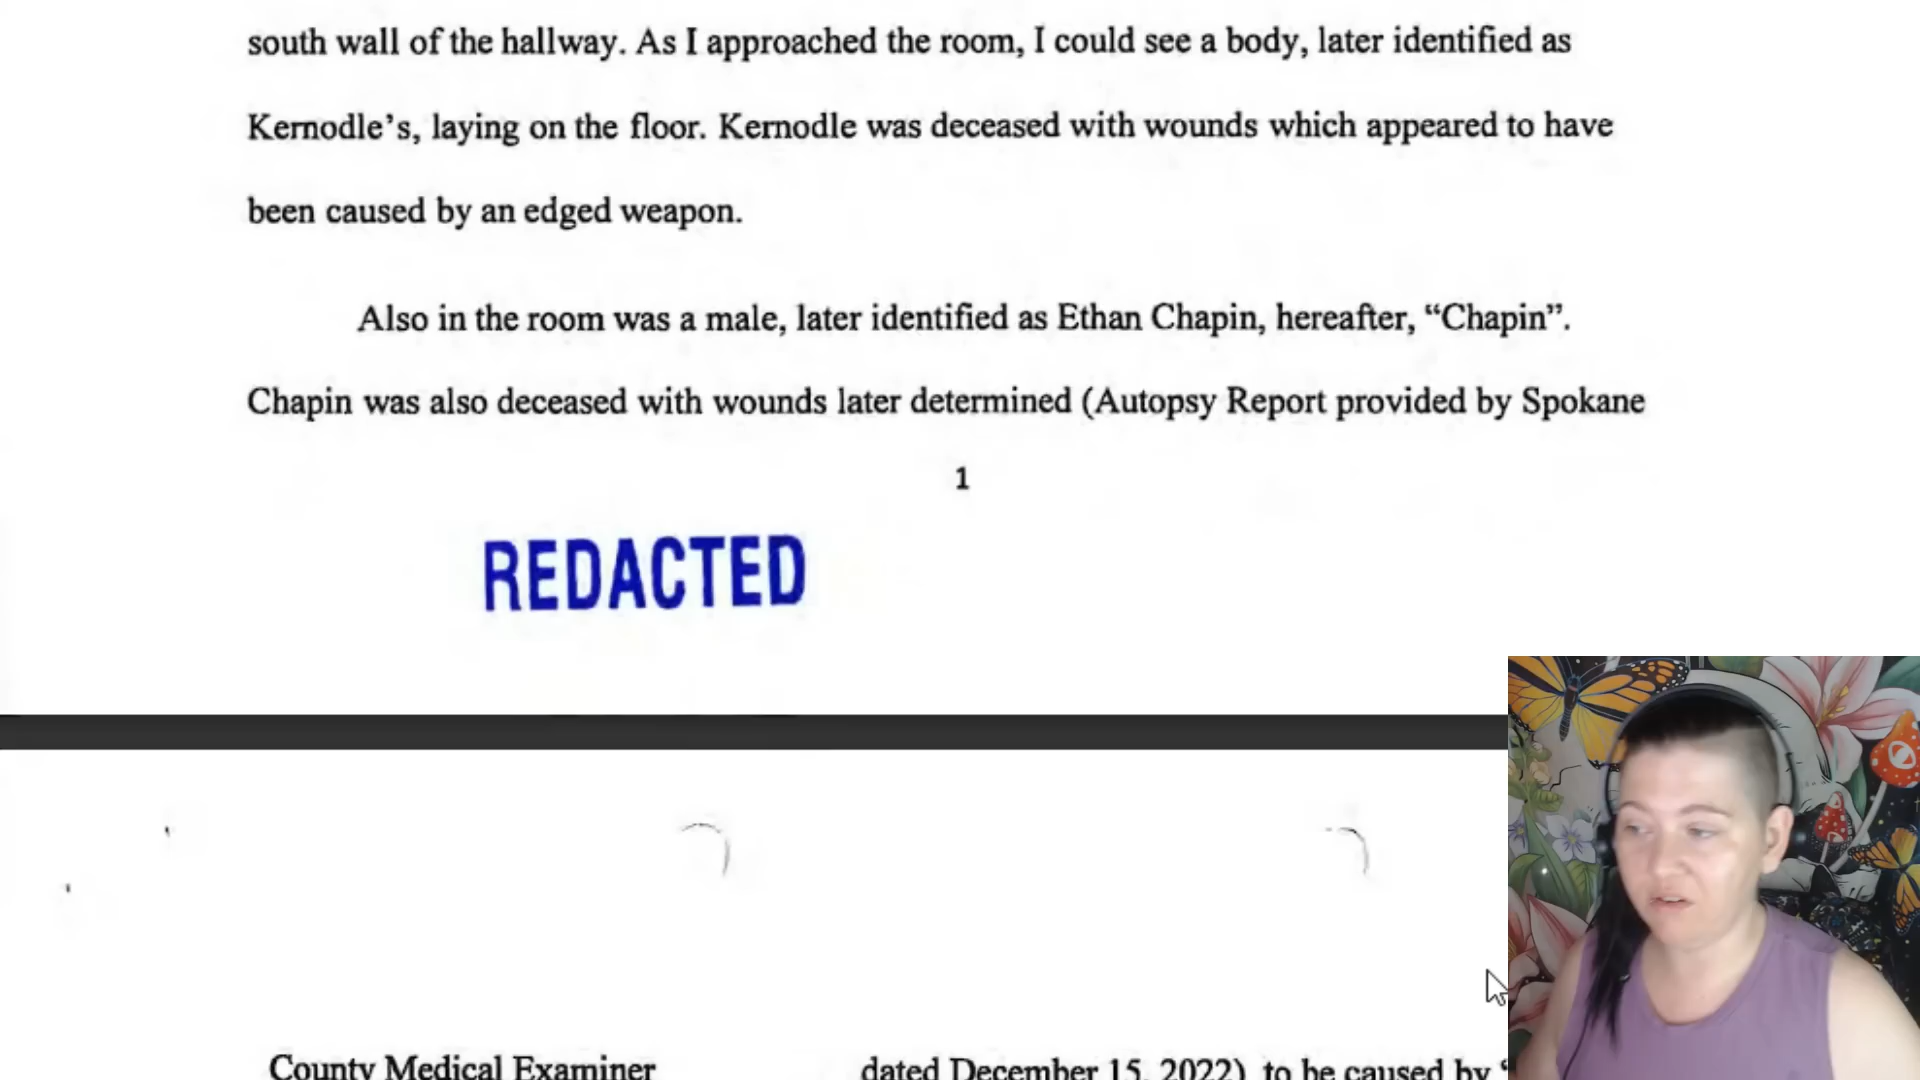 south wall of the hallway. As I approached the room, I could see a body, later identified as
Kernodle's, laying on the floor. Kernodle was deceased with wounds which appeared to have
been caused by an edged weapon.
Also in the room was a male, later identified as Ethan Chapin, hereafter, “Chapin”.
Chapin was also deceased with wounds later determined (Autopsy Report provided by Spokane
1
REDACTED
County Medical Examiner dated December 15, 2022) to be caused by “